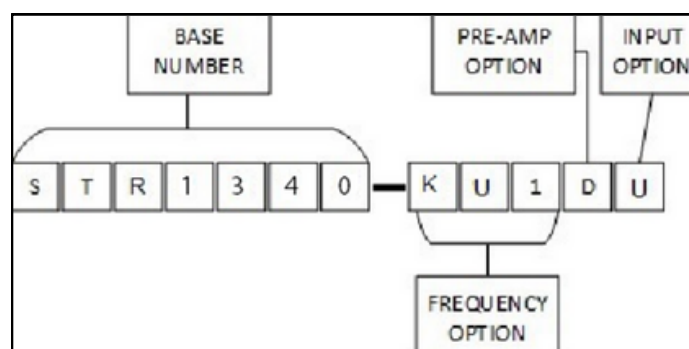 BASE
NUMBER
PRE-AMP
OPTION
INPUT
OPTION
S T R 1 3 4 0 – K U 1 D U
FREQUENCY
OPTION